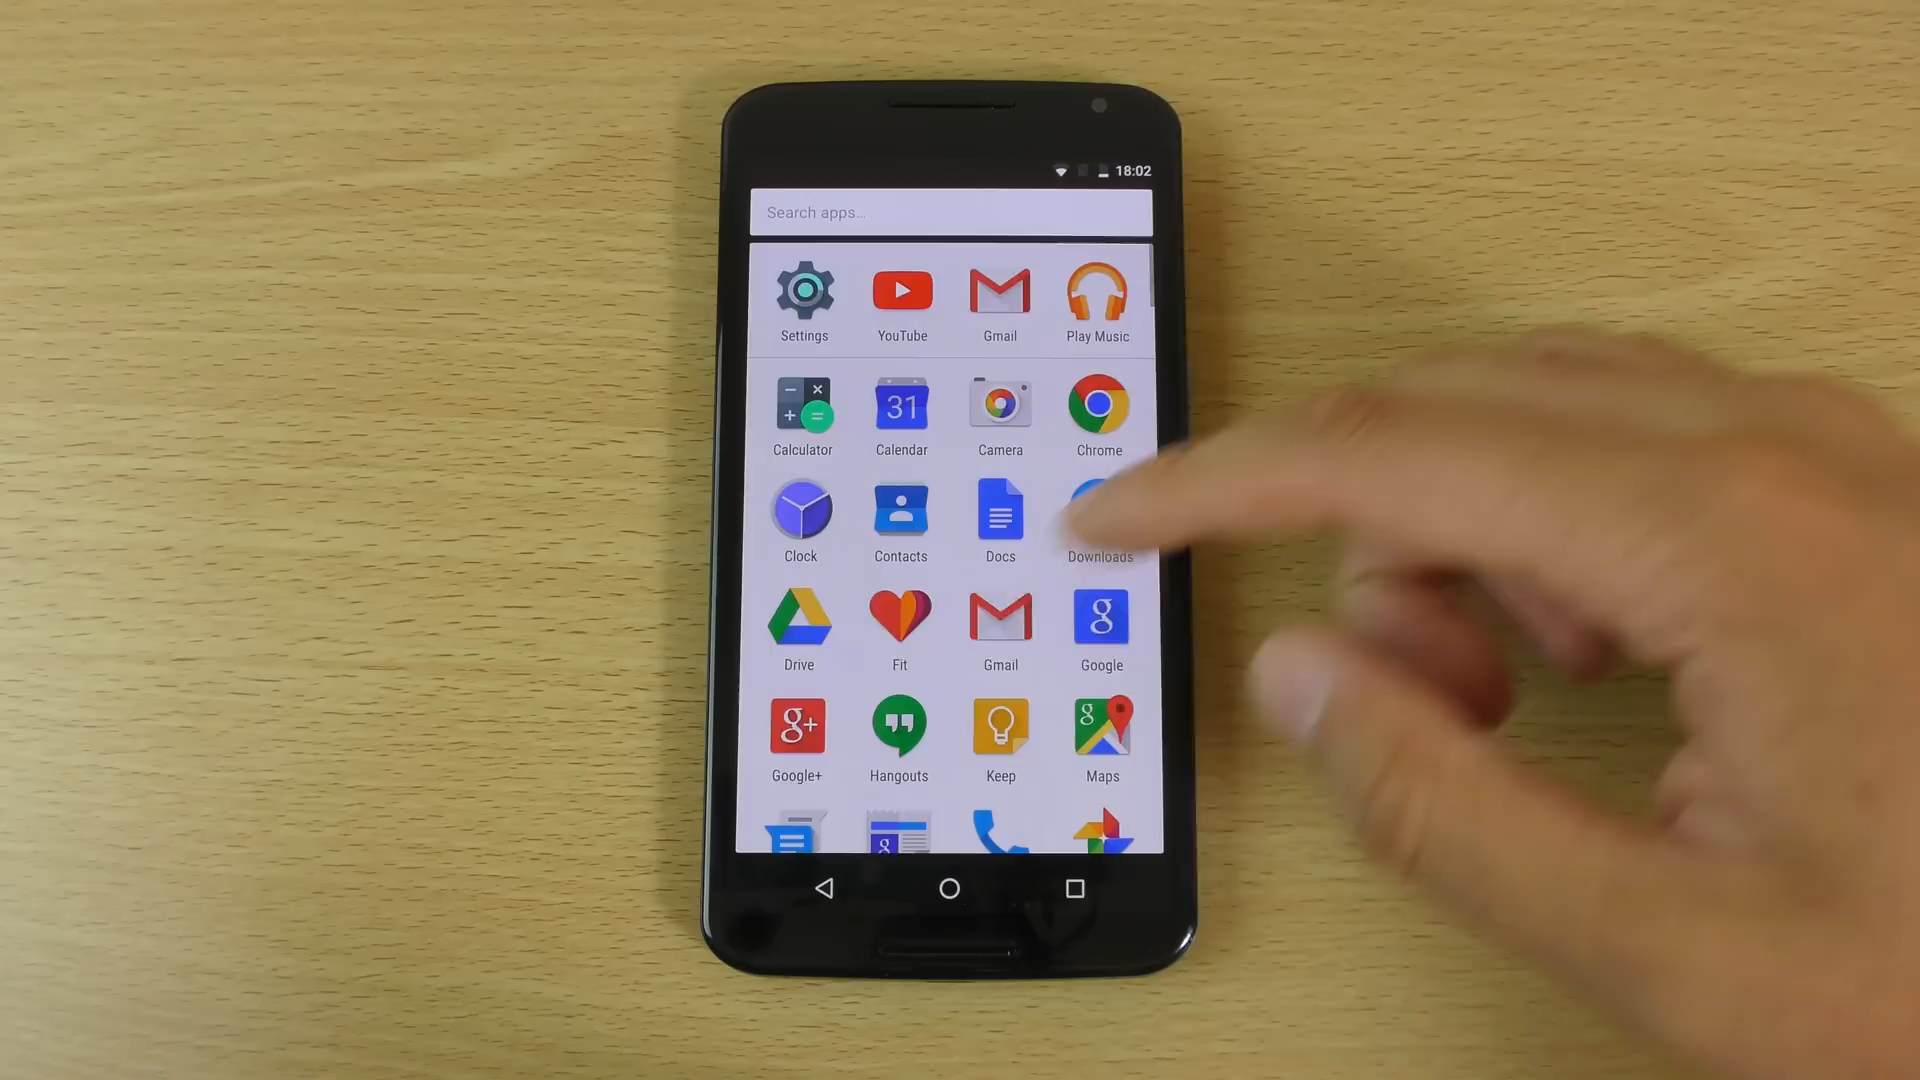 18:02
Search apps...
Settings YouTube Gmail Play Music
31
Calculator Calendar Camera Chrome
Clock Contacts Docs Downloads
g
Drive Fit Gmail Google
g+ g
Google+ Hangouts Keep Maps
g